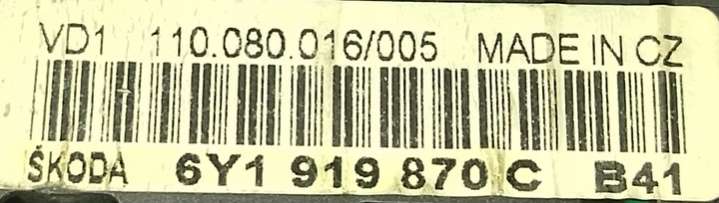 VD1 110.080.016/005 MADE IN CZ
ŠKODA 6Y1 919 870 C B41